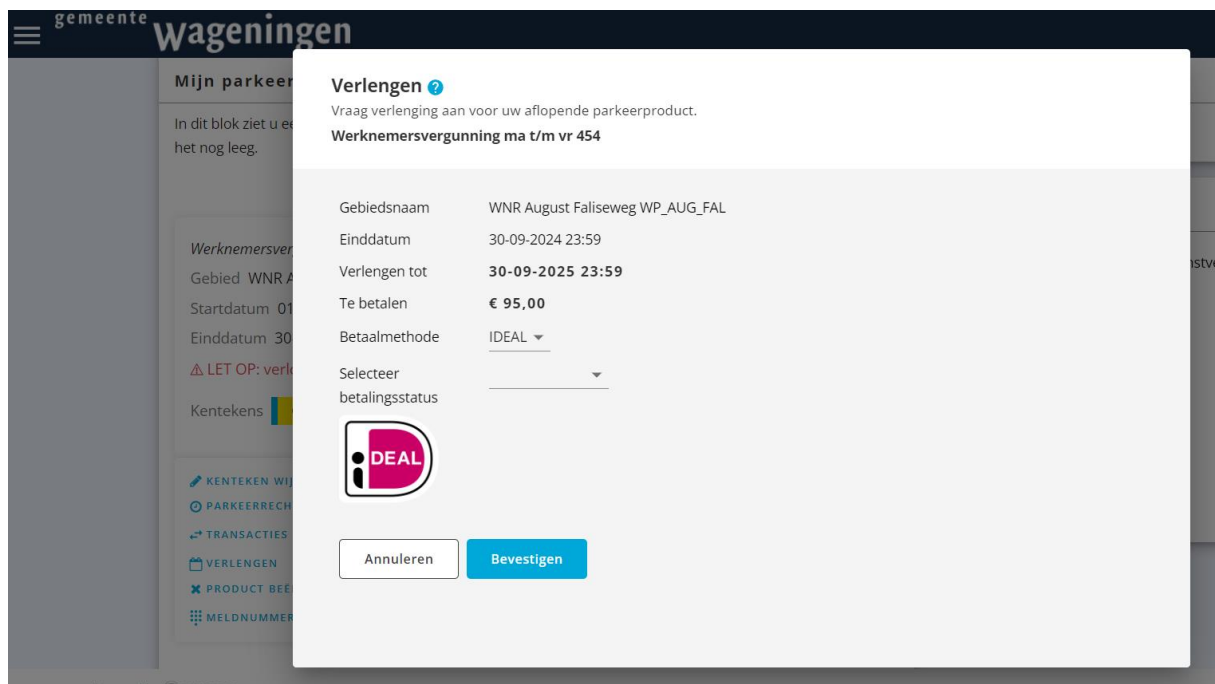 gemeente
Wageningen
Mijn parkeer
In dit blok ziet u e
het nog leeg.
Werknemersver
Gebied WNR A
Startdatum 01
Einddatum 30
LET OP: verl
Kentekens
KENTEKEN WIJ
PARKEERRECH
TRANSACTIES
VERLENGEN
PRODUCT BEË
MELDNUMMER
Verlengen ?
Vraag verlenging aan voor uw aflopende parkeerproduct.
Werknemersvergunning ma t/m vr 454
Gebiedsnaam WNR August Faliseweg WP_AUG_FAL
Einddatum 30-09-2024 23:59
Verlengen tot 30-09-2025 23:59
Te betalen € 95,00
Betaalmethode IDEAL
Selecteer
betalingsstatus
iDEAL
Annuleren Bevestigen